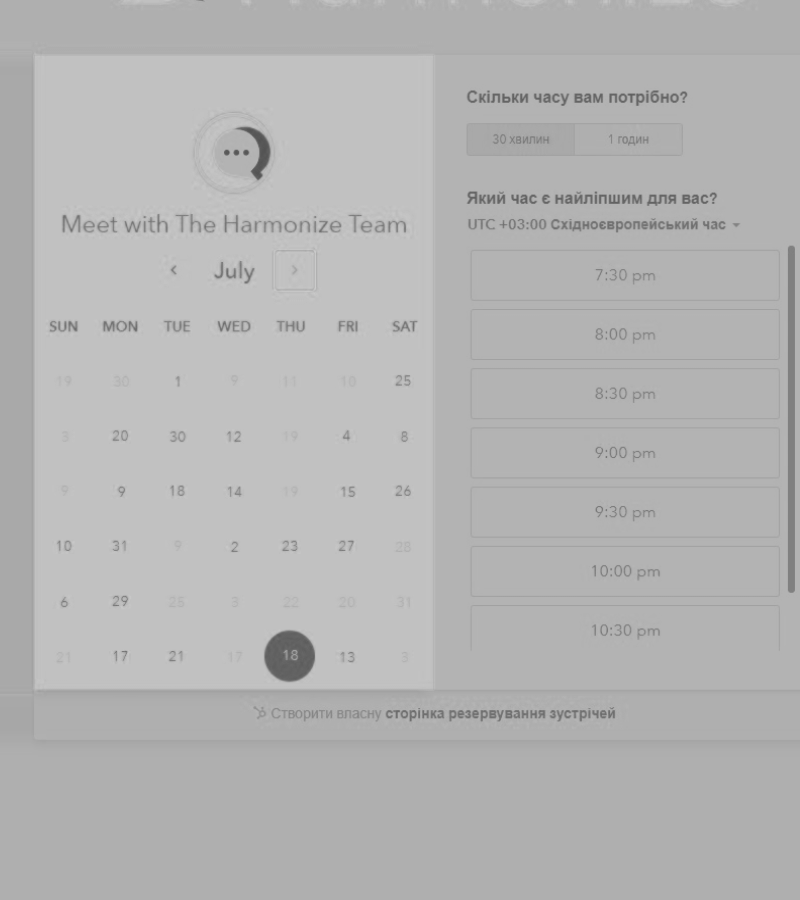 Meet with The Harmonize Team
‹ July ›
SUN MON TUE WED THU FRI SAT
19 30 1 9 11 10 25
3 20 30 12 19 4 8
9 9 18 14 19 15 26
10 31 9 2 23 27 28
6 29 25 3 22 20 31
21 17 21 17 18 13 3
Скільки часу вам потрібно?
30 хвилин 1 годин
Який час є найліпшим для вас?
UTC +03:00 Східноєвропейський час
7:30 pm
8:00 pm
8:30 pm
9:00 pm
9:30 pm
10:00 pm
10:30 pm
Створити власну сторінка резервування зустрічей